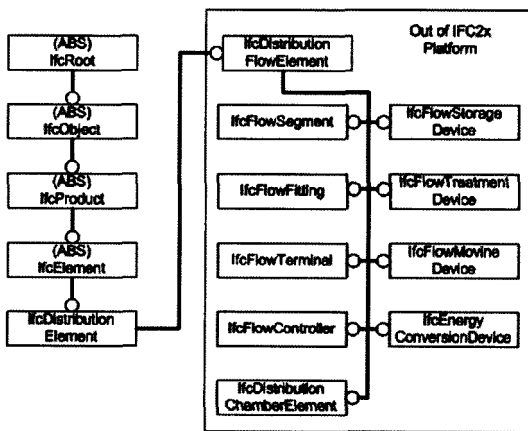 (ABS)
IfcRoot
(ABS)
IfcObject
(ABS)
IfcProduct
(ABS)
IfcElement
IfcDistribution
Element
Out of IFC2x
Platform
IfcDistribution
FlowElement
IfcFlowSegment
IfcFlowStorage
Device
IfcFlowFitting
IfcFlowTreatment
Device
IfcFlowTerminal
IfcFlowMovine
Device
IfcFlowController
IfcEnergy
ConversionDevice
IfcDistribution
ChamberElement